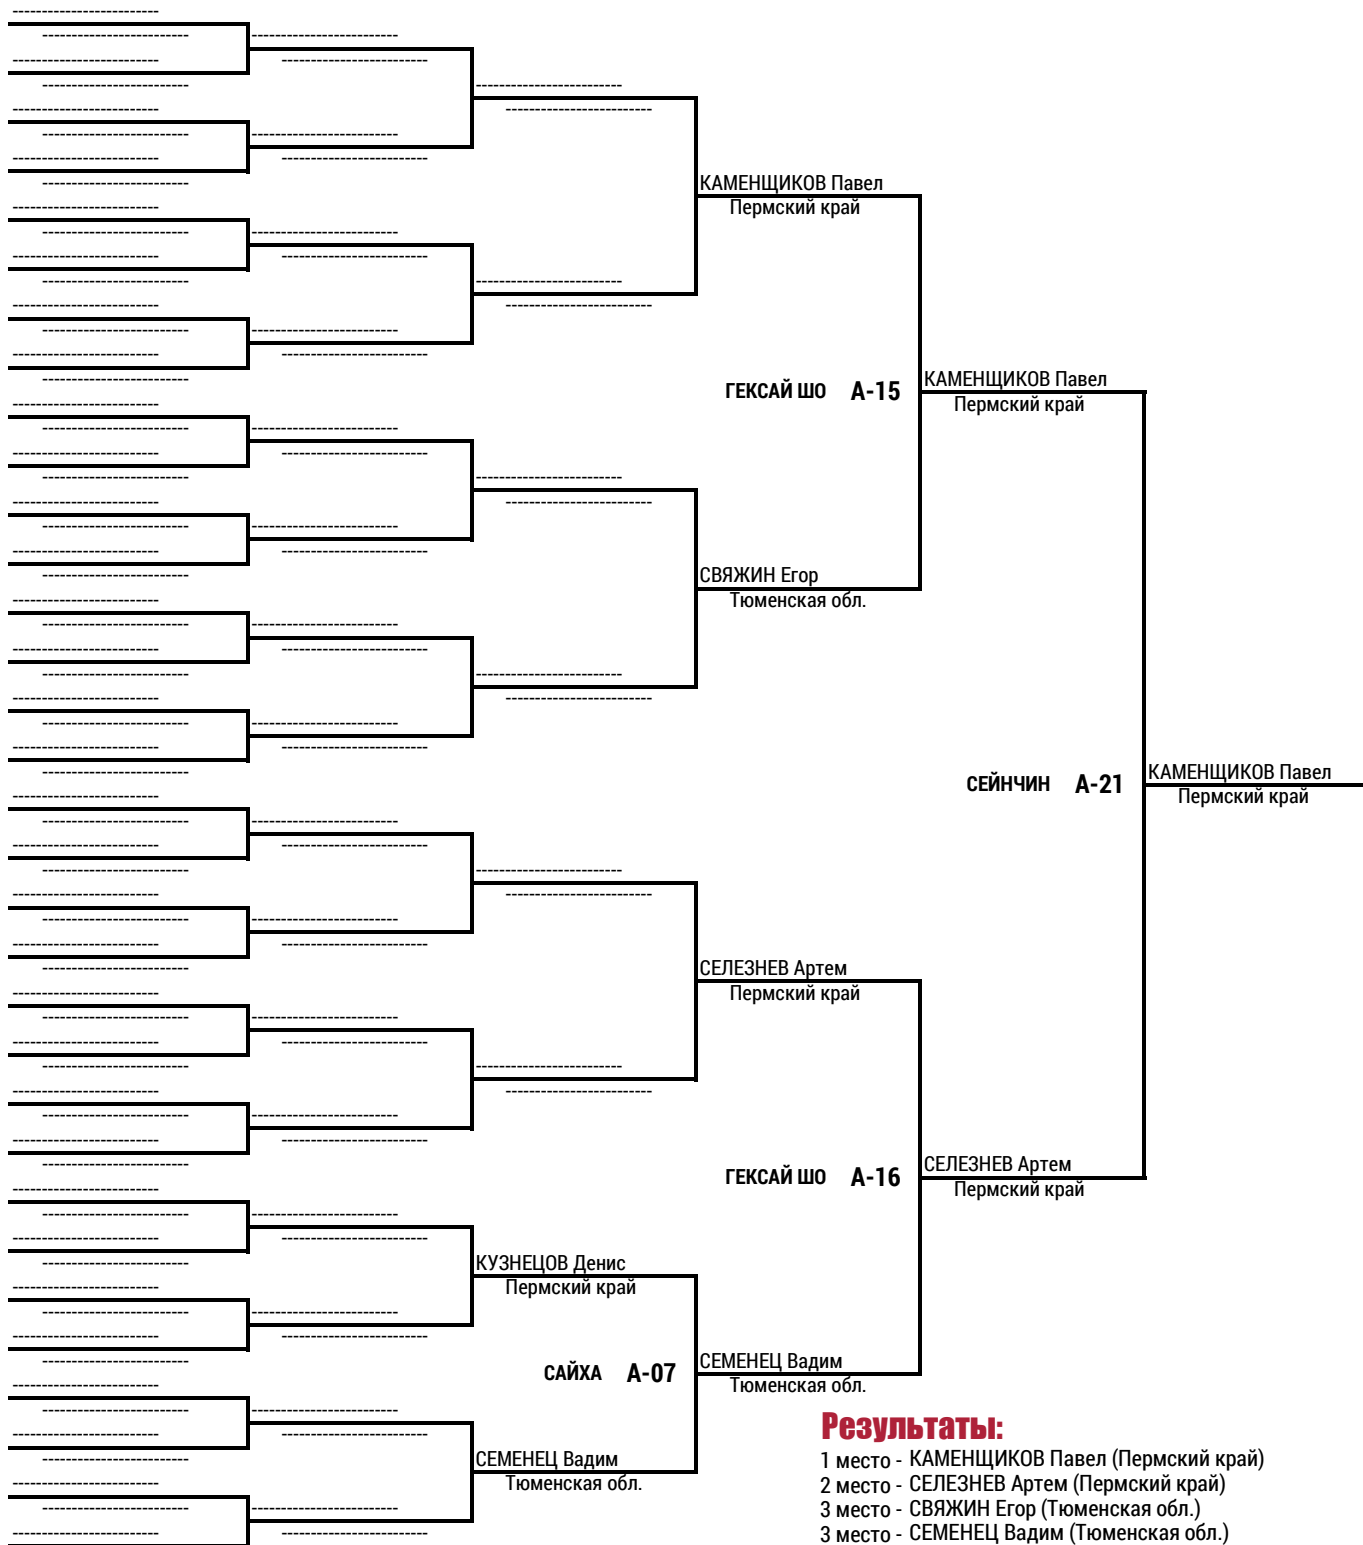 КАМЕНЩИКОВ Павел
Пермский край
ГЕКСАЙ ШО A-15
КАМЕНЩИКОВ Павел
Пермский край
СВЯЖИН Егор
Тюменская обл.
СЕЙНЧИН A-21
КАМЕНЩИКОВ Павел
Пермский край
СЕЛЕЗНЕВ Артем
Пермский край
ГЕКСАЙ ШО A-16
СЕЛЕЗНЕВ Артем
Пермский край
КУЗНЕЦОВ Денис
Пермский край
САЙХА A-07
СЕМЕНЕЦ Вадим
Тюменская обл.
СЕМЕНЕЦ Вадим
Тюменская обл.
Результаты:
1 место - КАМЕНЩИКОВ Павел (Пермский край)
2 место - СЕЛЕЗНЕВ Артем (Пермский край)
3 место - СВЯЖИН Егор (Тюменская обл.)
3 место - СЕМЕНЕЦ Вадим (Тюменская обл.)